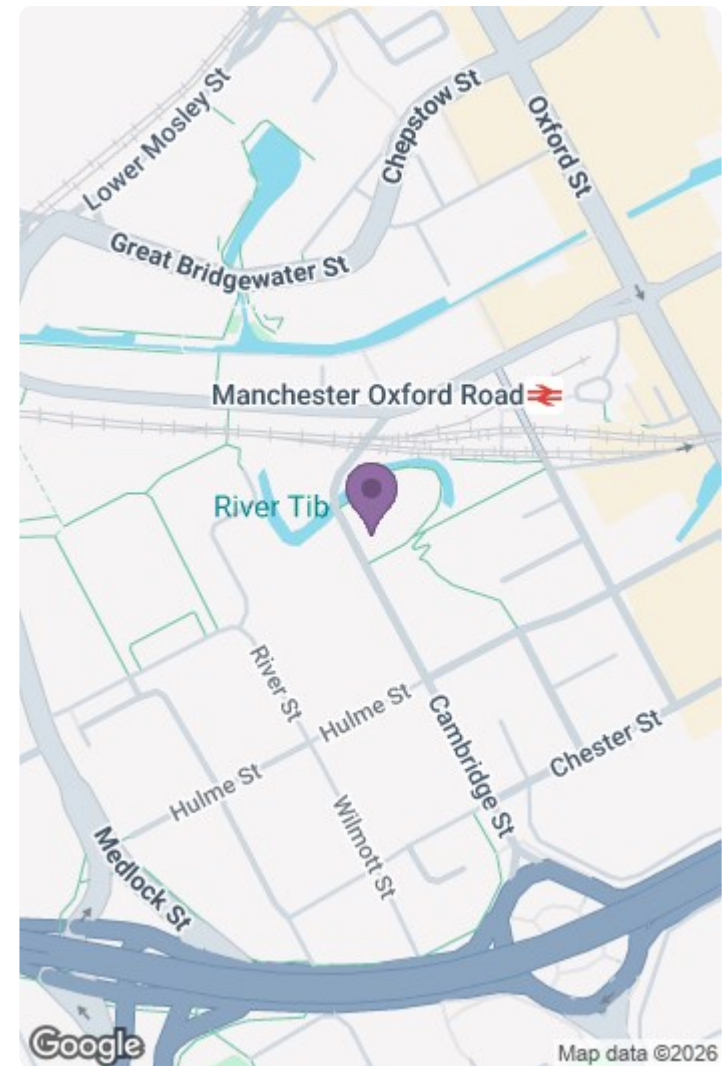 Lower Mosley St
Chepstow St
Oxford St
Great Bridgewater St
Manchester Oxford Road
River Tib
River St
Hulme St
Cambridge St
Chester St
Hulme St
Wilmott St
Medlock St
Google
Map data ©2026